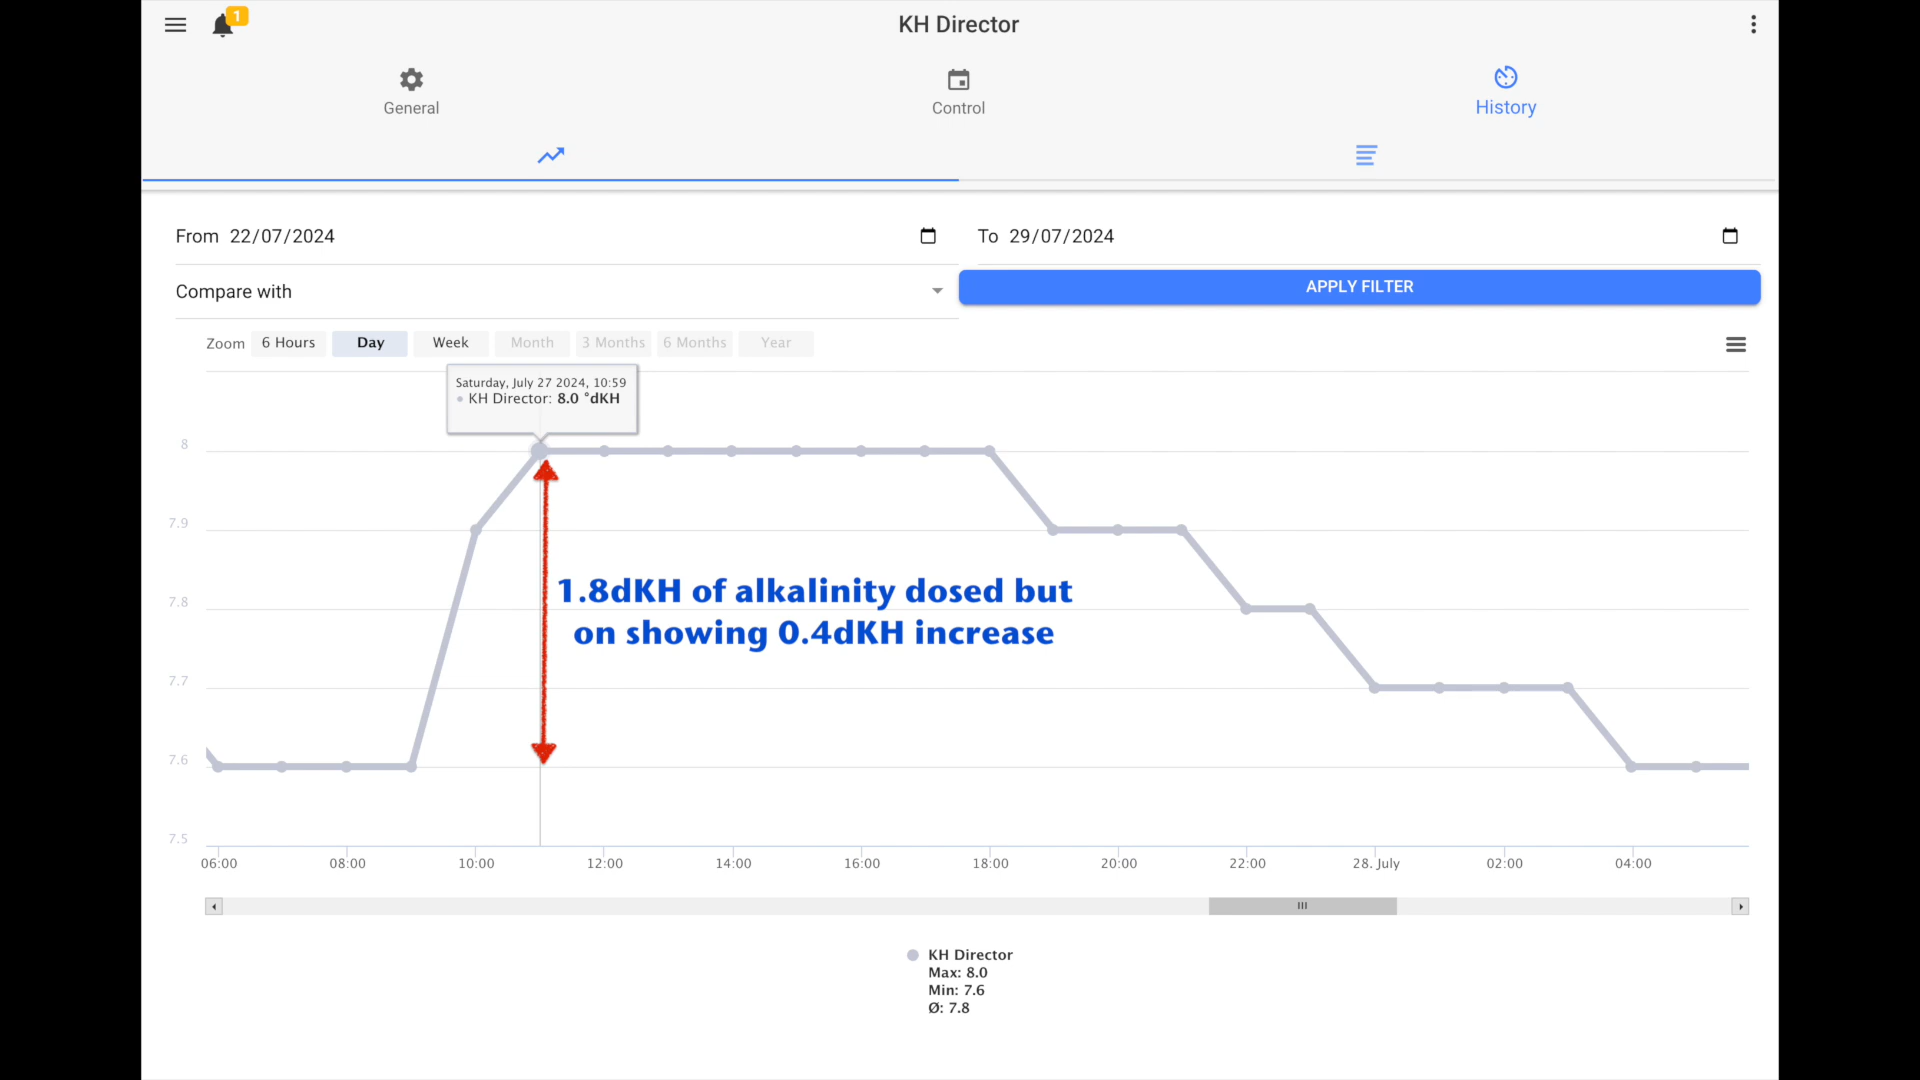 1
KH Director
General
Control
History
From 22/07/2024
To 29/07/2024
Compare with
APPLY FILTER
Zoom 6 Hours Day Week Month 3 Months 6 Months Year
Saturday, July 27 2024, 10:59
KH Director: 8.0 °dKH
8
7.9
7.8
7.7
7.6
7.5
1.8dKH of alkalinity dosed but
on showing 0.4dKH increase
06:00 08:00 10:00 12:00 14:00 16:00 18:00 20:00 22:00 28. July 02:00 04:00
KH Director
Max: 8.0
Min: 7.6
Ø: 7.8